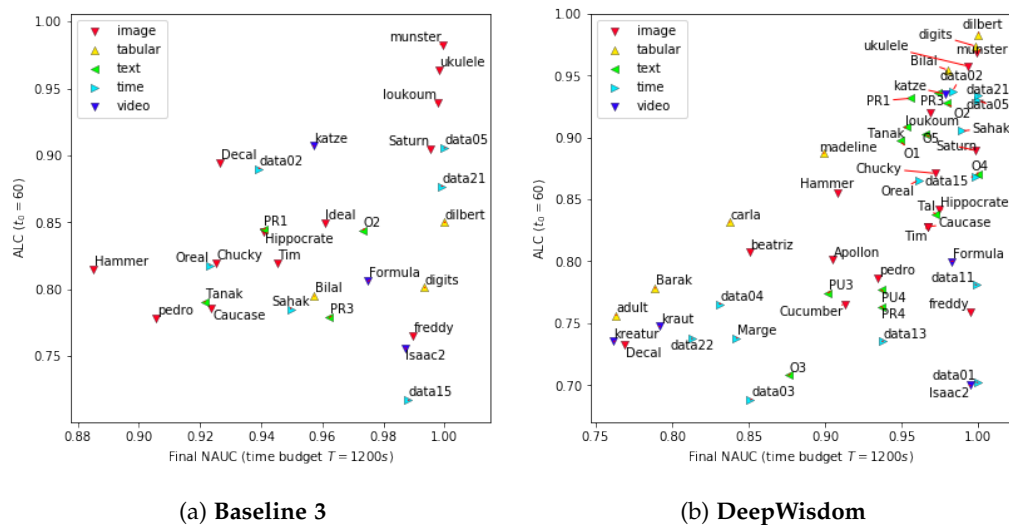 1.00
0.95
0.90
0.85
0.80
0.75
ALC (t0 = 60)
image
tabular
text
time
video
munster
ukulele
loukoum
katze
Saturn
data05
Decal
data02
data21
PR1
Ideal
O2
dilbert
Hippocrate
Hammer
Oreal
Chucky
Tim
Formula
digits
Tanak
Bilal
Sahak
pedro
Caucase
PR3
freddy
Isaac2
data15
0.88
0.90
0.92
0.94
0.96
0.98
1.00
Final NAUC (time budget T = 1200s)
(a) Baseline 3
1.00
0.95
0.90
0.85
0.80
0.75
0.70
ALC (t0 = 60)
image
tabular
text
time
video
dilbert
digits
ukulele
munster
Bilal
katze
data02
data21
PR1
PR3
data05
O2
loukoum
Sahak
Tanak
O5
Saturn
madeline
O1
Chucky
O4
Oreal
data15
Hammer
Hippocrate
Tal
carla
Caucase
Tim
beatriz
Apollon
Formula
pedro
data11
Barak
PU3
PU4
data04
Cucumber
PR4
freddy
adult
kraut
kreatur
Marge
data13
Decal
data22
O3
data01
data03
Isaac2
0.75
0.80
0.85
0.90
0.95
1.00
Final NAUC (time budget T = 1200s)
(b) DeepWisdom